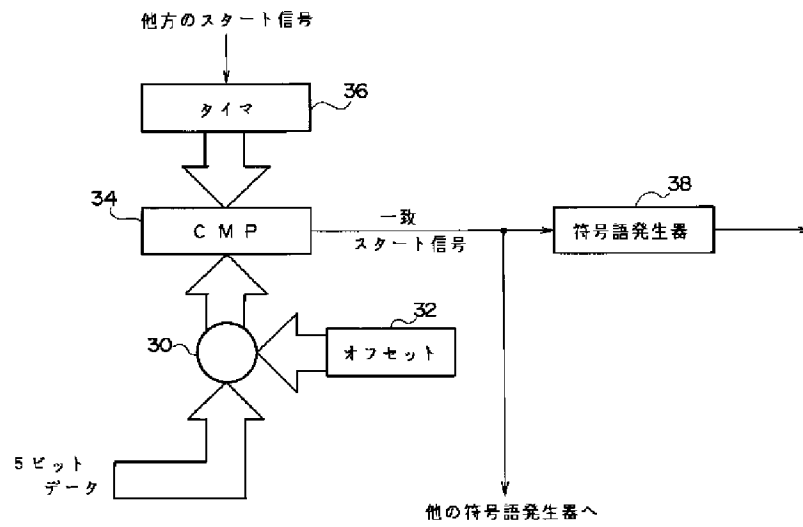 他方のスタート信号
タイマ
36
34
CMP
一致
スタート信号
38
符号語発生器
30
32
オフセット
5ビット
データ
他の符号語発生器へ